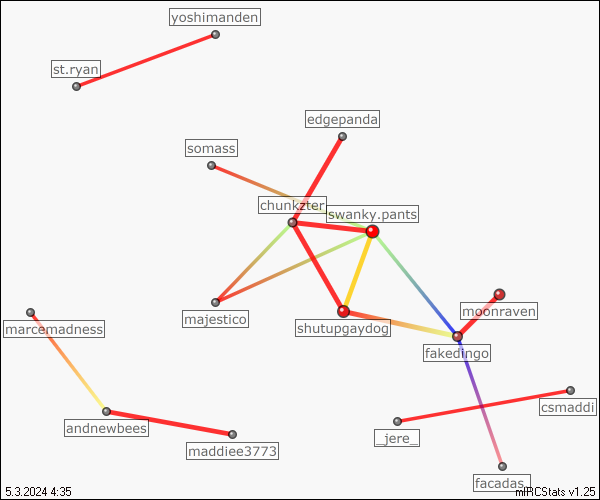 yoshimanden
st.ryan
edgepanda
somass
chunkzter
swanky.pants
moonraven
majestico
shutupgaydog
marcemadness
fakedingo
csmaddi
andnewbees
_jere_
maddiee3773
facadas_
5.3.2024 4:35
mIRCStats v1.25